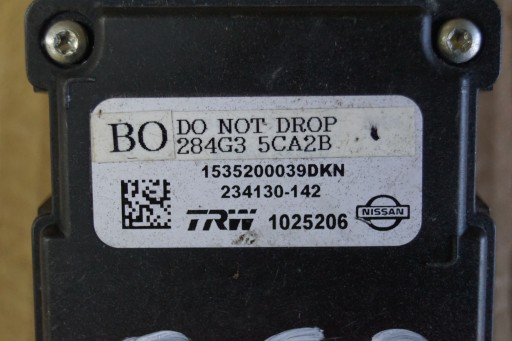 BO DO NOT DROP
284G3 5CA2B
1535200039DKN
234130-142
TRW 1025206 NISSAN